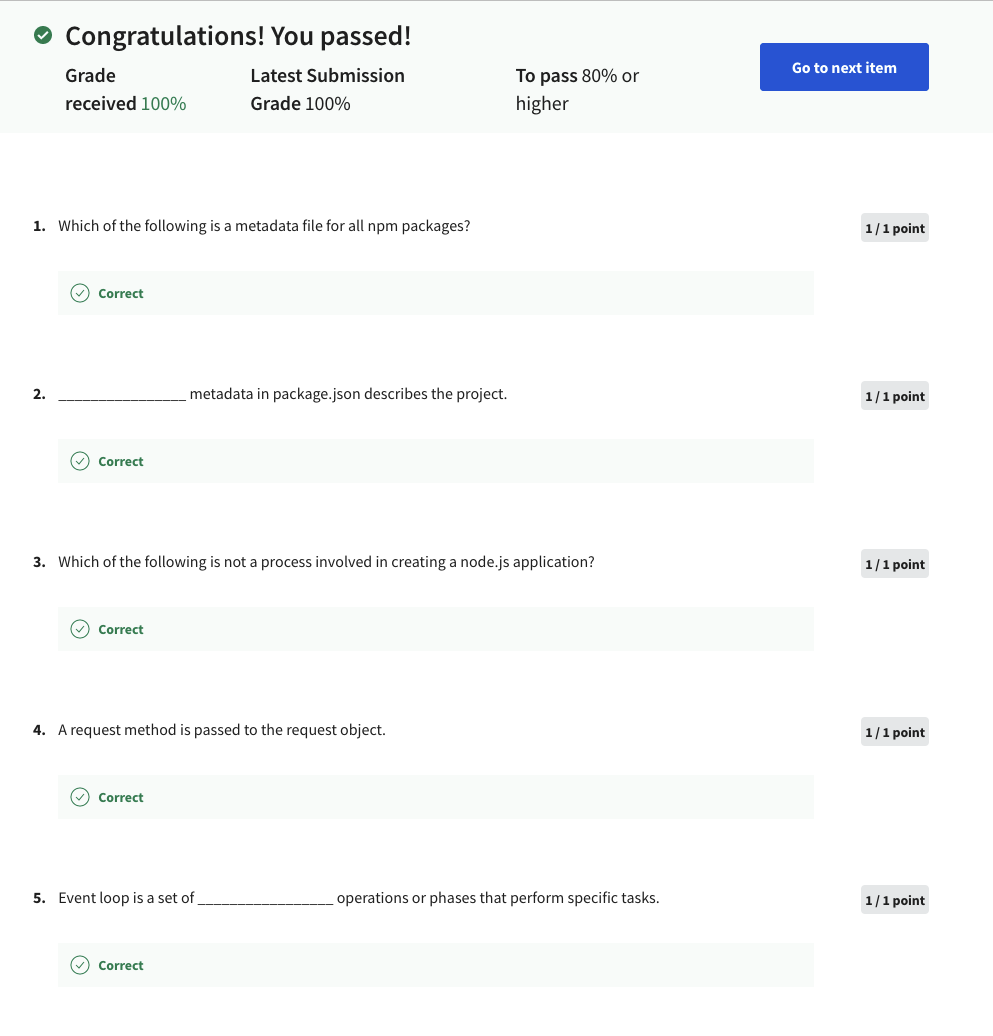 Congratulations! You passed!
Grade received 100%
Latest Submission Grade 100%
To pass 80% or higher
Go to next item
1. Which of the following is a metadata file for all npm packages?
1 / 1 point
Correct
2. ________________ metadata in package.json describes the project.
1 / 1 point
Correct
3. Which of the following is not a process involved in creating a node.js application?
1 / 1 point
Correct
4. A request method is passed to the request object.
1 / 1 point
Correct
5. Event loop is a set of _________________ operations or phases that perform specific tasks.
1 / 1 point
Correct